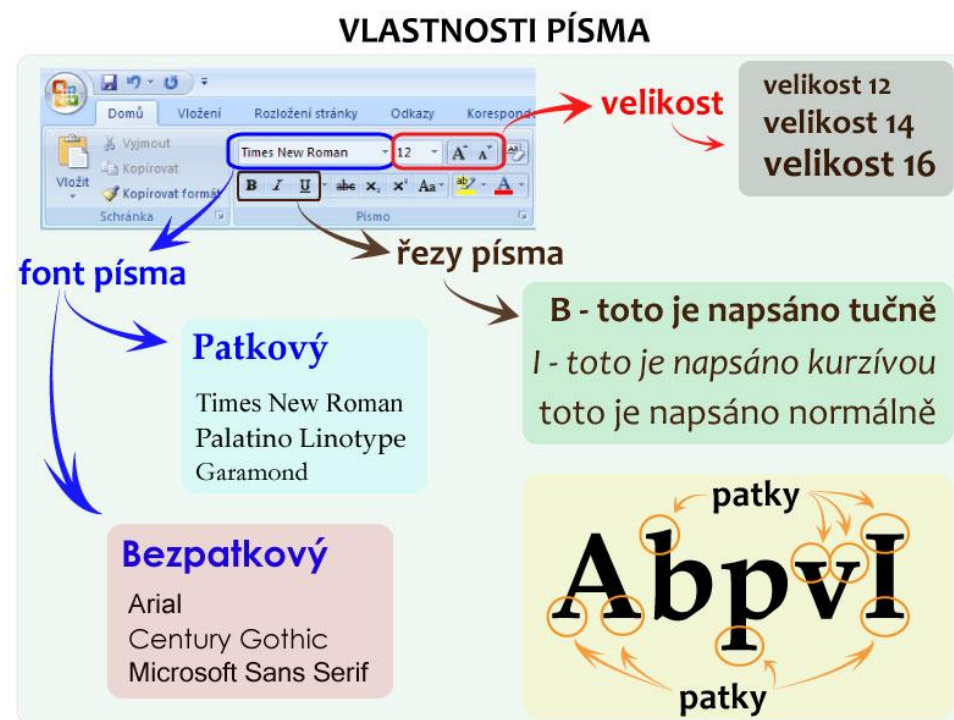 VLASTNOSTI PÍSMA
Domů Vložení Rozložení stránky Odkazy Korespond
Vyjmout
Kopírovat
Kopírovat formát
Vložit
Schránka
Times New Roman 12 A A
B I U abc x₂ x² Aa ab A
Písmo
velikost
velikost 12
velikost 14
velikost 16
font písma
řezy písma
B - toto je napsáno tučně
I - toto je napsáno kurzívou
toto je napsáno normálně
Patkový
Times New Roman
Palatino Linotype
Garamond
Bezpatkový
Arial
Century Gothic
Microsoft Sans Serif
patky
AbpvI
patky